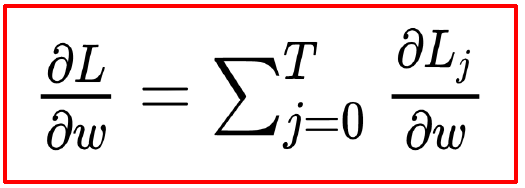 ∂L/∂w = ∑_{j=0}^{T} ∂L_j/∂w